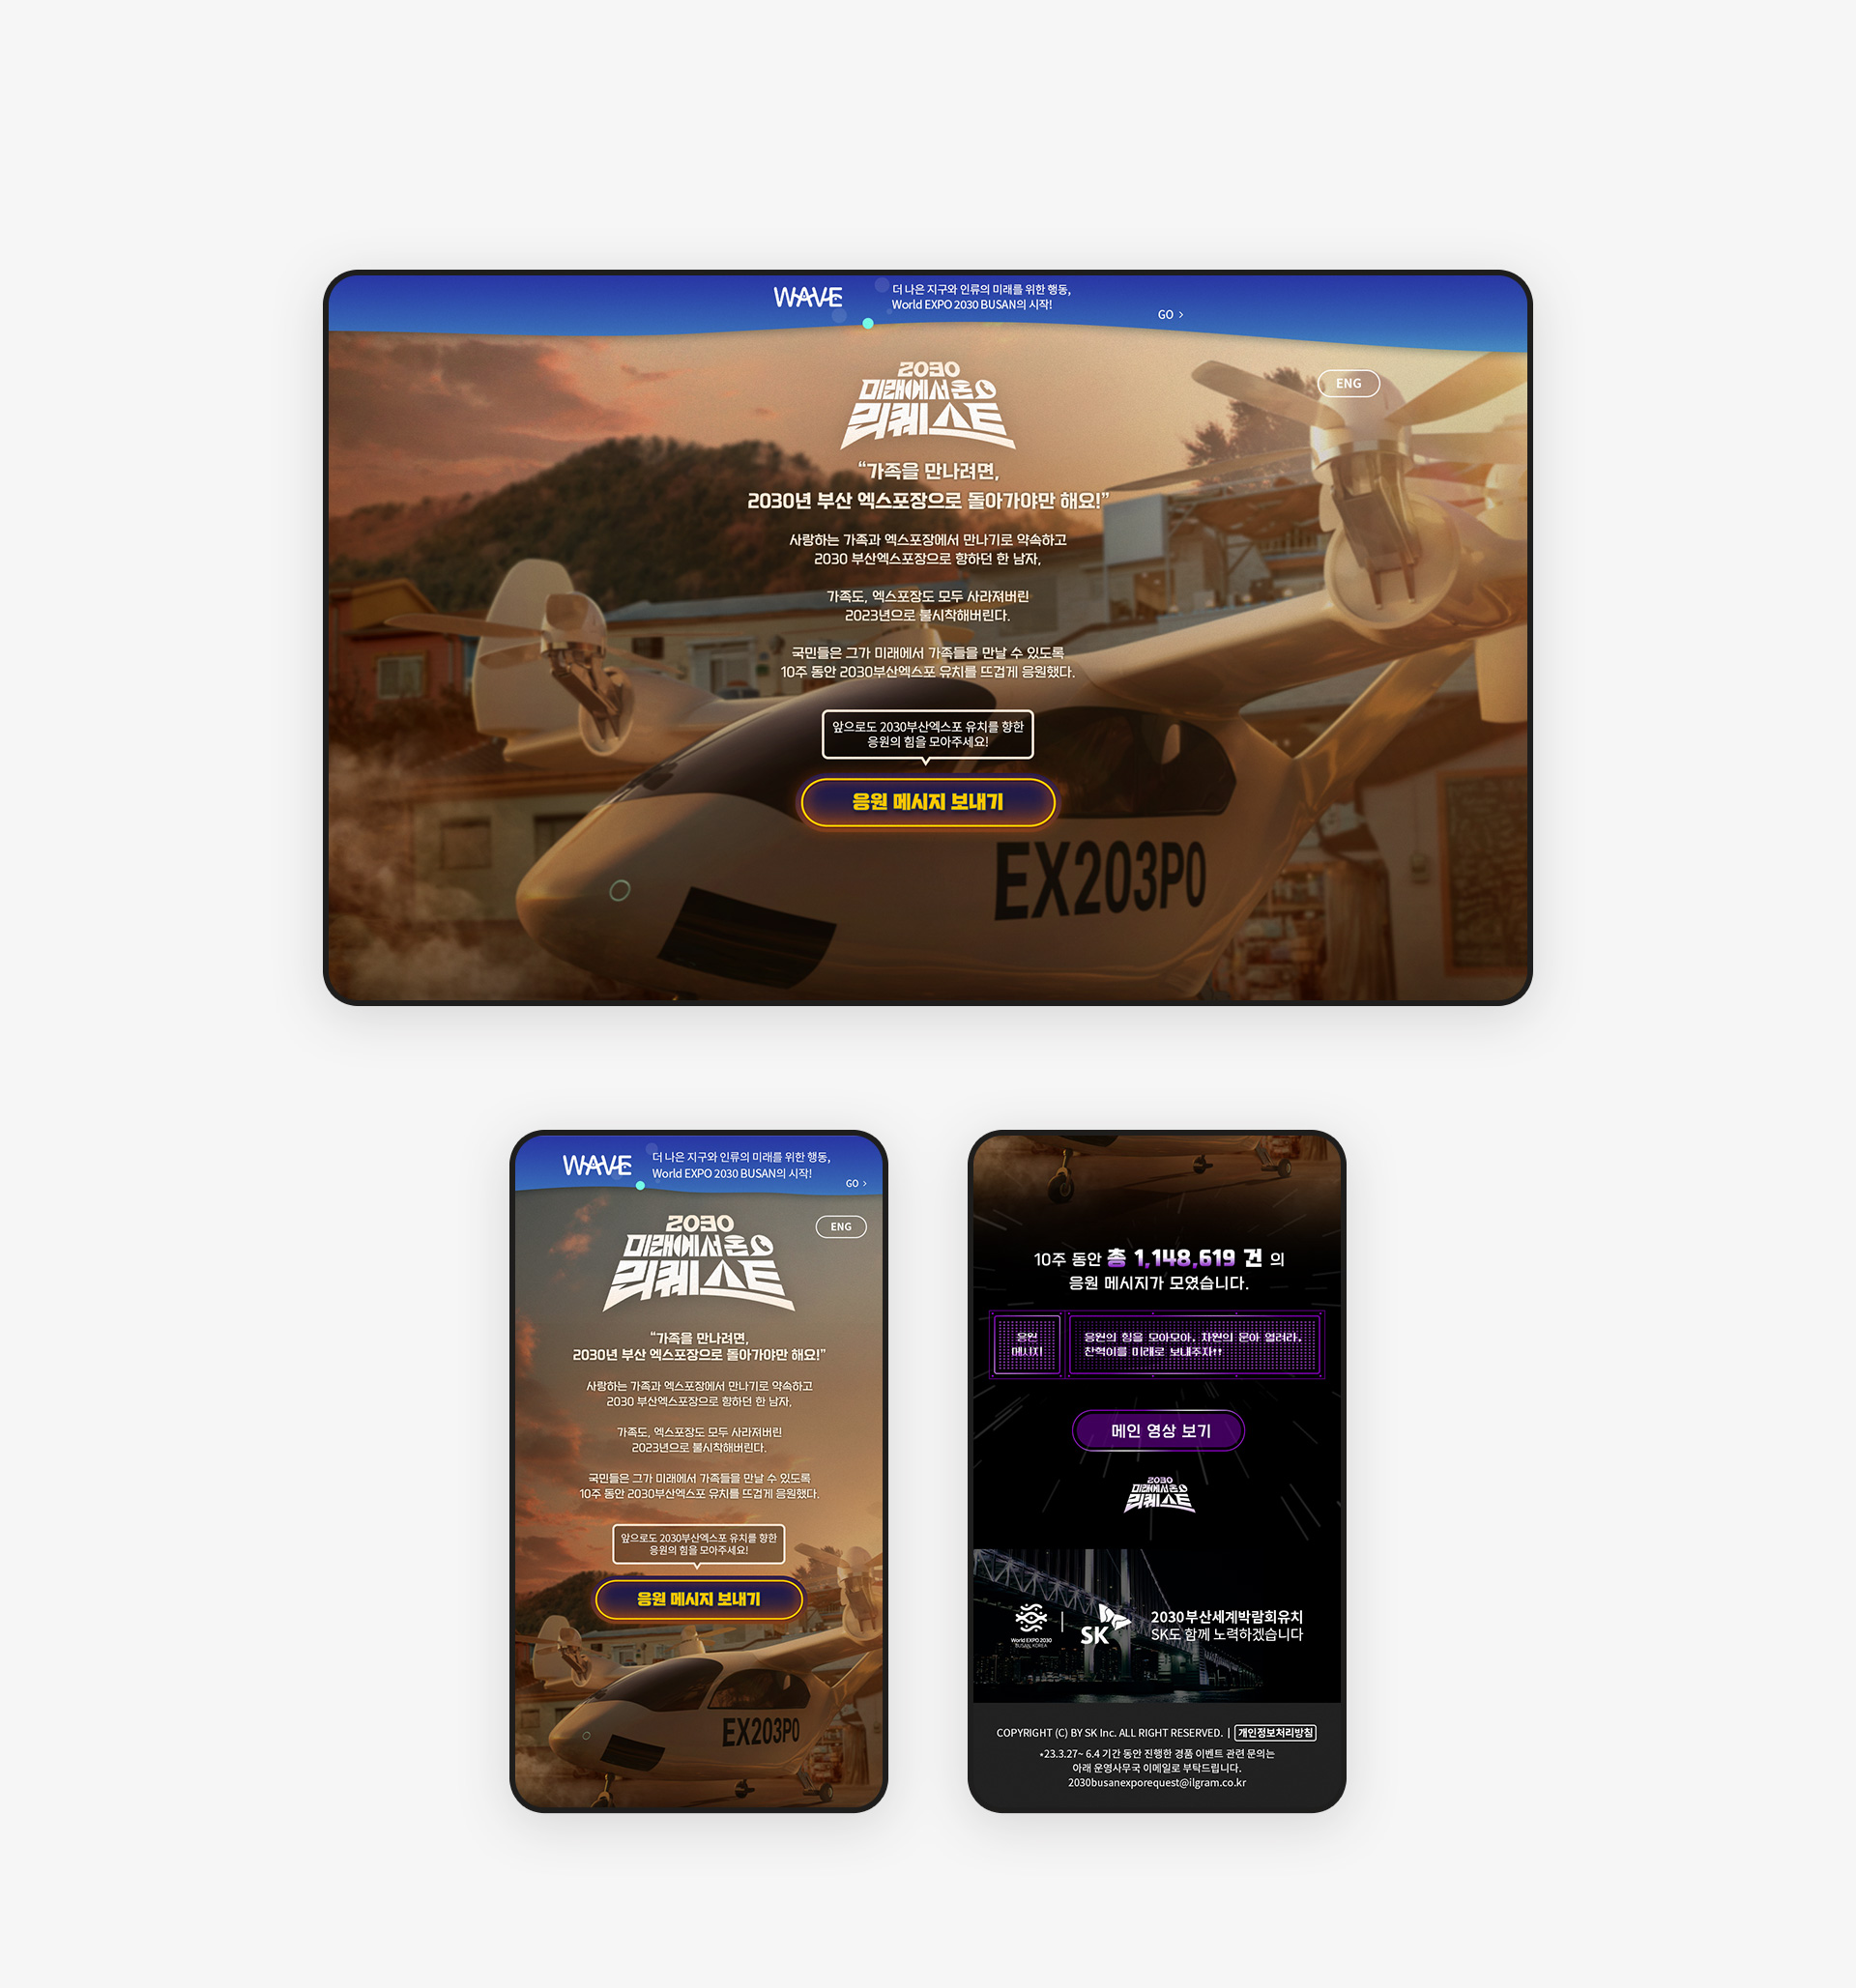 WAVE
더 나은 지구와 인류의 미래를 위한 행동,
World EXPO 2030 BUSAN의 시작!
GO >
ENG
2030
미래에서 온
리퀘스트
“가족을 만나려면,
2030년 부산 엑스포장으로 돌아가야만 해요!”
사랑하는 가족과 엑스포장에서 만나기로 약속하고
2030 부산엑스포장으로 향하던 한 남자,
가족도, 엑스포장도 모두 사라져버린
2023년으로 불시착해버린다.
국민들은 그가 미래에서 가족들을 만날 수 있도록
10주 동안 2030부산엑스포 유치를 뜨겁게 응원했다.
앞으로도 2030부산엑스포 유치를 향한
응원의 힘을 모아주세요!
응원 메시지 보내기
EX203P0
WAVE
더 나은 지구와 인류의 미래를 위한 행동,
World EXPO 2030 BUSAN의 시작!
GO >
ENG
2030
미래에서 온
리퀘스트
“가족을 만나려면,
2030년 부산 엑스포장으로 돌아가야만 해요!”
사랑하는 가족과 엑스포장에서 만나기로 약속하고
2030 부산엑스포장으로 향하던 한 남자,
가족도, 엑스포장도 모두 사라져버린
2023년으로 불시착해버린다.
국민들은 그가 미래에서 가족들을 만날 수 있도록
10주 동안 2030부산엑스포 유치를 뜨겁게 응원했다.
앞으로도 2030부산엑스포 유치를 향한
응원의 힘을 모아주세요!
응원 메시지 보내기
EX203P0
10주 동안 총 1,148,619 건 의
응원 메시지가 모였습니다.
응원
메시지
응원의 힘을 모아모아, 차원의 문아 열려라,
찬혁이를 미래로 보내주자!!
메인 영상 보기
2030
미래에서 온
리퀘스트
World EXPO 2030
BUSAN, KOREA
SK
2030부산세계박람회유치
SK도 함께 노력하겠습니다
COPYRIGHT (C) BY SK Inc. ALL RIGHT RESERVED. | 개인정보처리방침
•23.3.27~ 6.4 기간 동안 진행한 경품 이벤트 관련 문의는
아래 운영사무국 이메일로 부탁드립니다.
2030busanexporequest@ilgram.co.kr